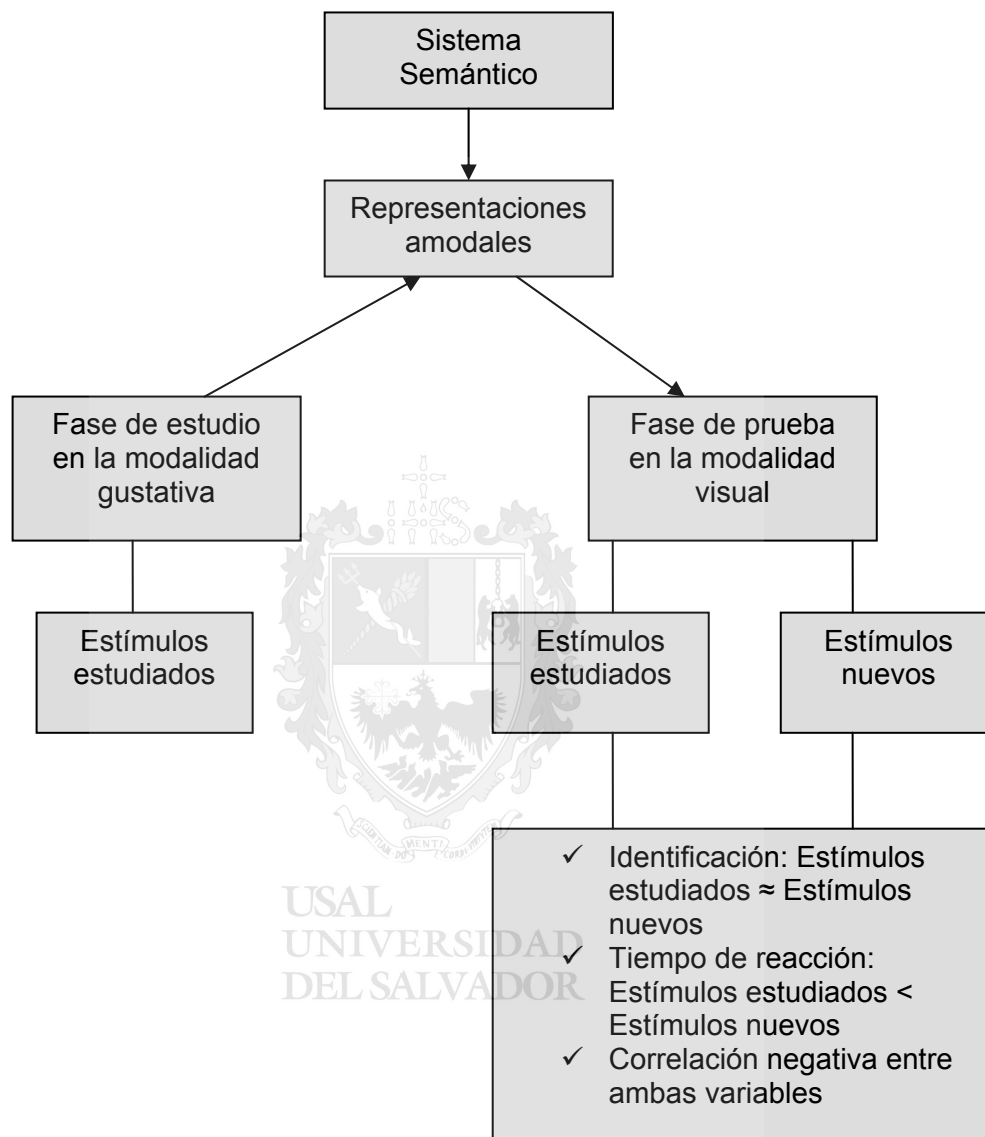 Sistema
Semántico
Representaciones
amodales
Fase de estudio
en la modalidad
gustativa
Fase de prueba
en la modalidad
visual
Estímulos
estudiados
Estímulos
estudiados
Estímulos
nuevos
✓ Identificación: Estímulos
estudiados ≈ Estímulos
nuevos
✓ Tiempo de reacción:
Estímulos estudiados <
Estímulos nuevos
✓ Correlación negativa entre
ambas variables
USAL
UNIVERSIDAD
DEL SALVADOR